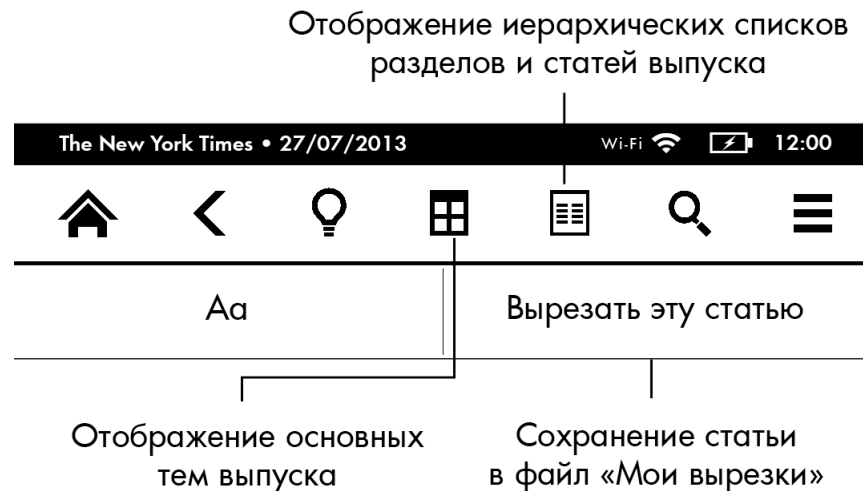 Отображение иерархических списков
разделов и статей выпуска
The New York Times • 27/07/2013 Wi-Fi 12:00
Aa Вырезать эту статью
Отображение основных
тем выпуска
Сохранение статьи
в файл «Мои вырезки»